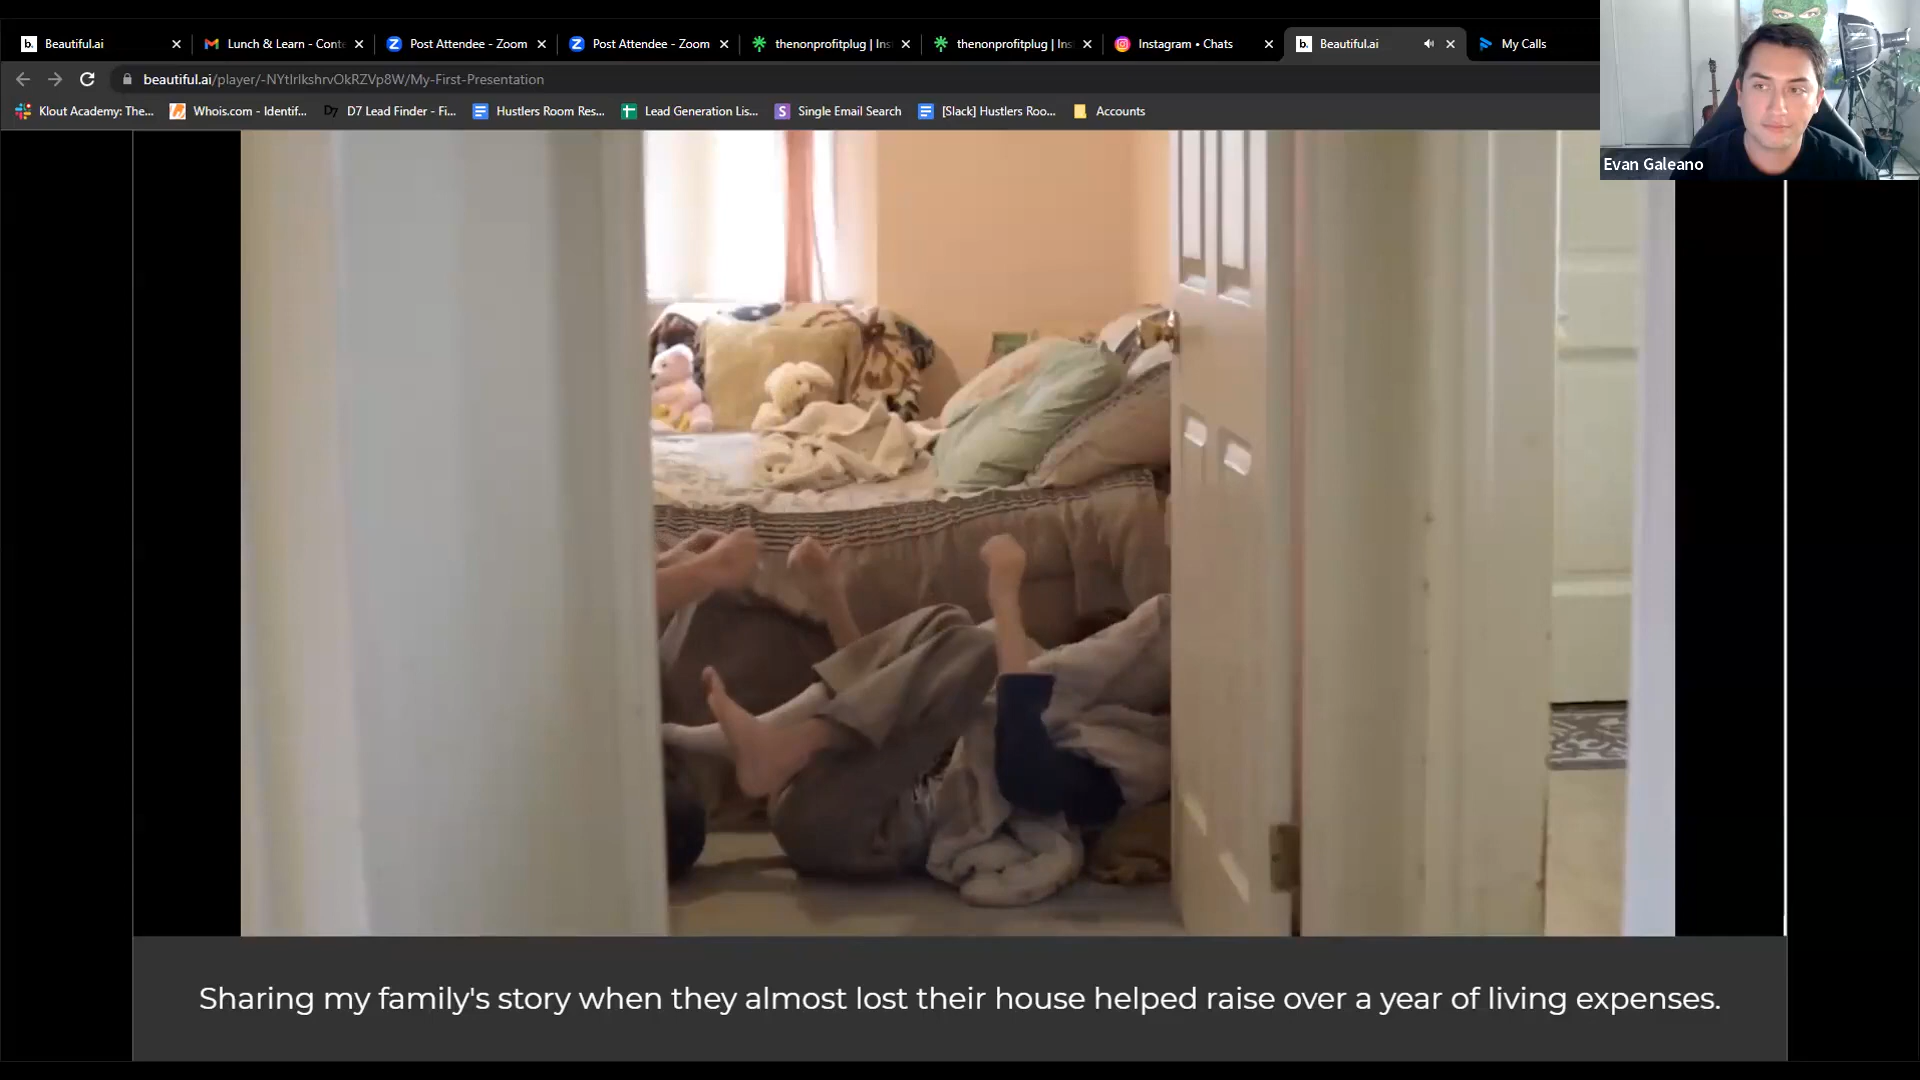 b. Beautiful.ai
Lunch & Learn - Conte
Post Attendee - Zoom
Post Attendee - Zoom
thenonprofitplug | Ins
thenonprofitplug | Ins
Instagram • Chats
b. Beautiful.ai
My Calls
beautiful.ai/player/-NYtIrIkshrvOkRZVp8W/My-First-Presentation
Klout Academy: The...
Whois.com - Identif...
D7 D7 Lead Finder - Fi...
Hustlers Room Res...
Lead Generation Lis...
S Single Email Search
[Slack] Hustlers Roo...
Accounts
Evan Galeano
Sharing my family's story when they almost lost their house helped raise over a year of living expenses.